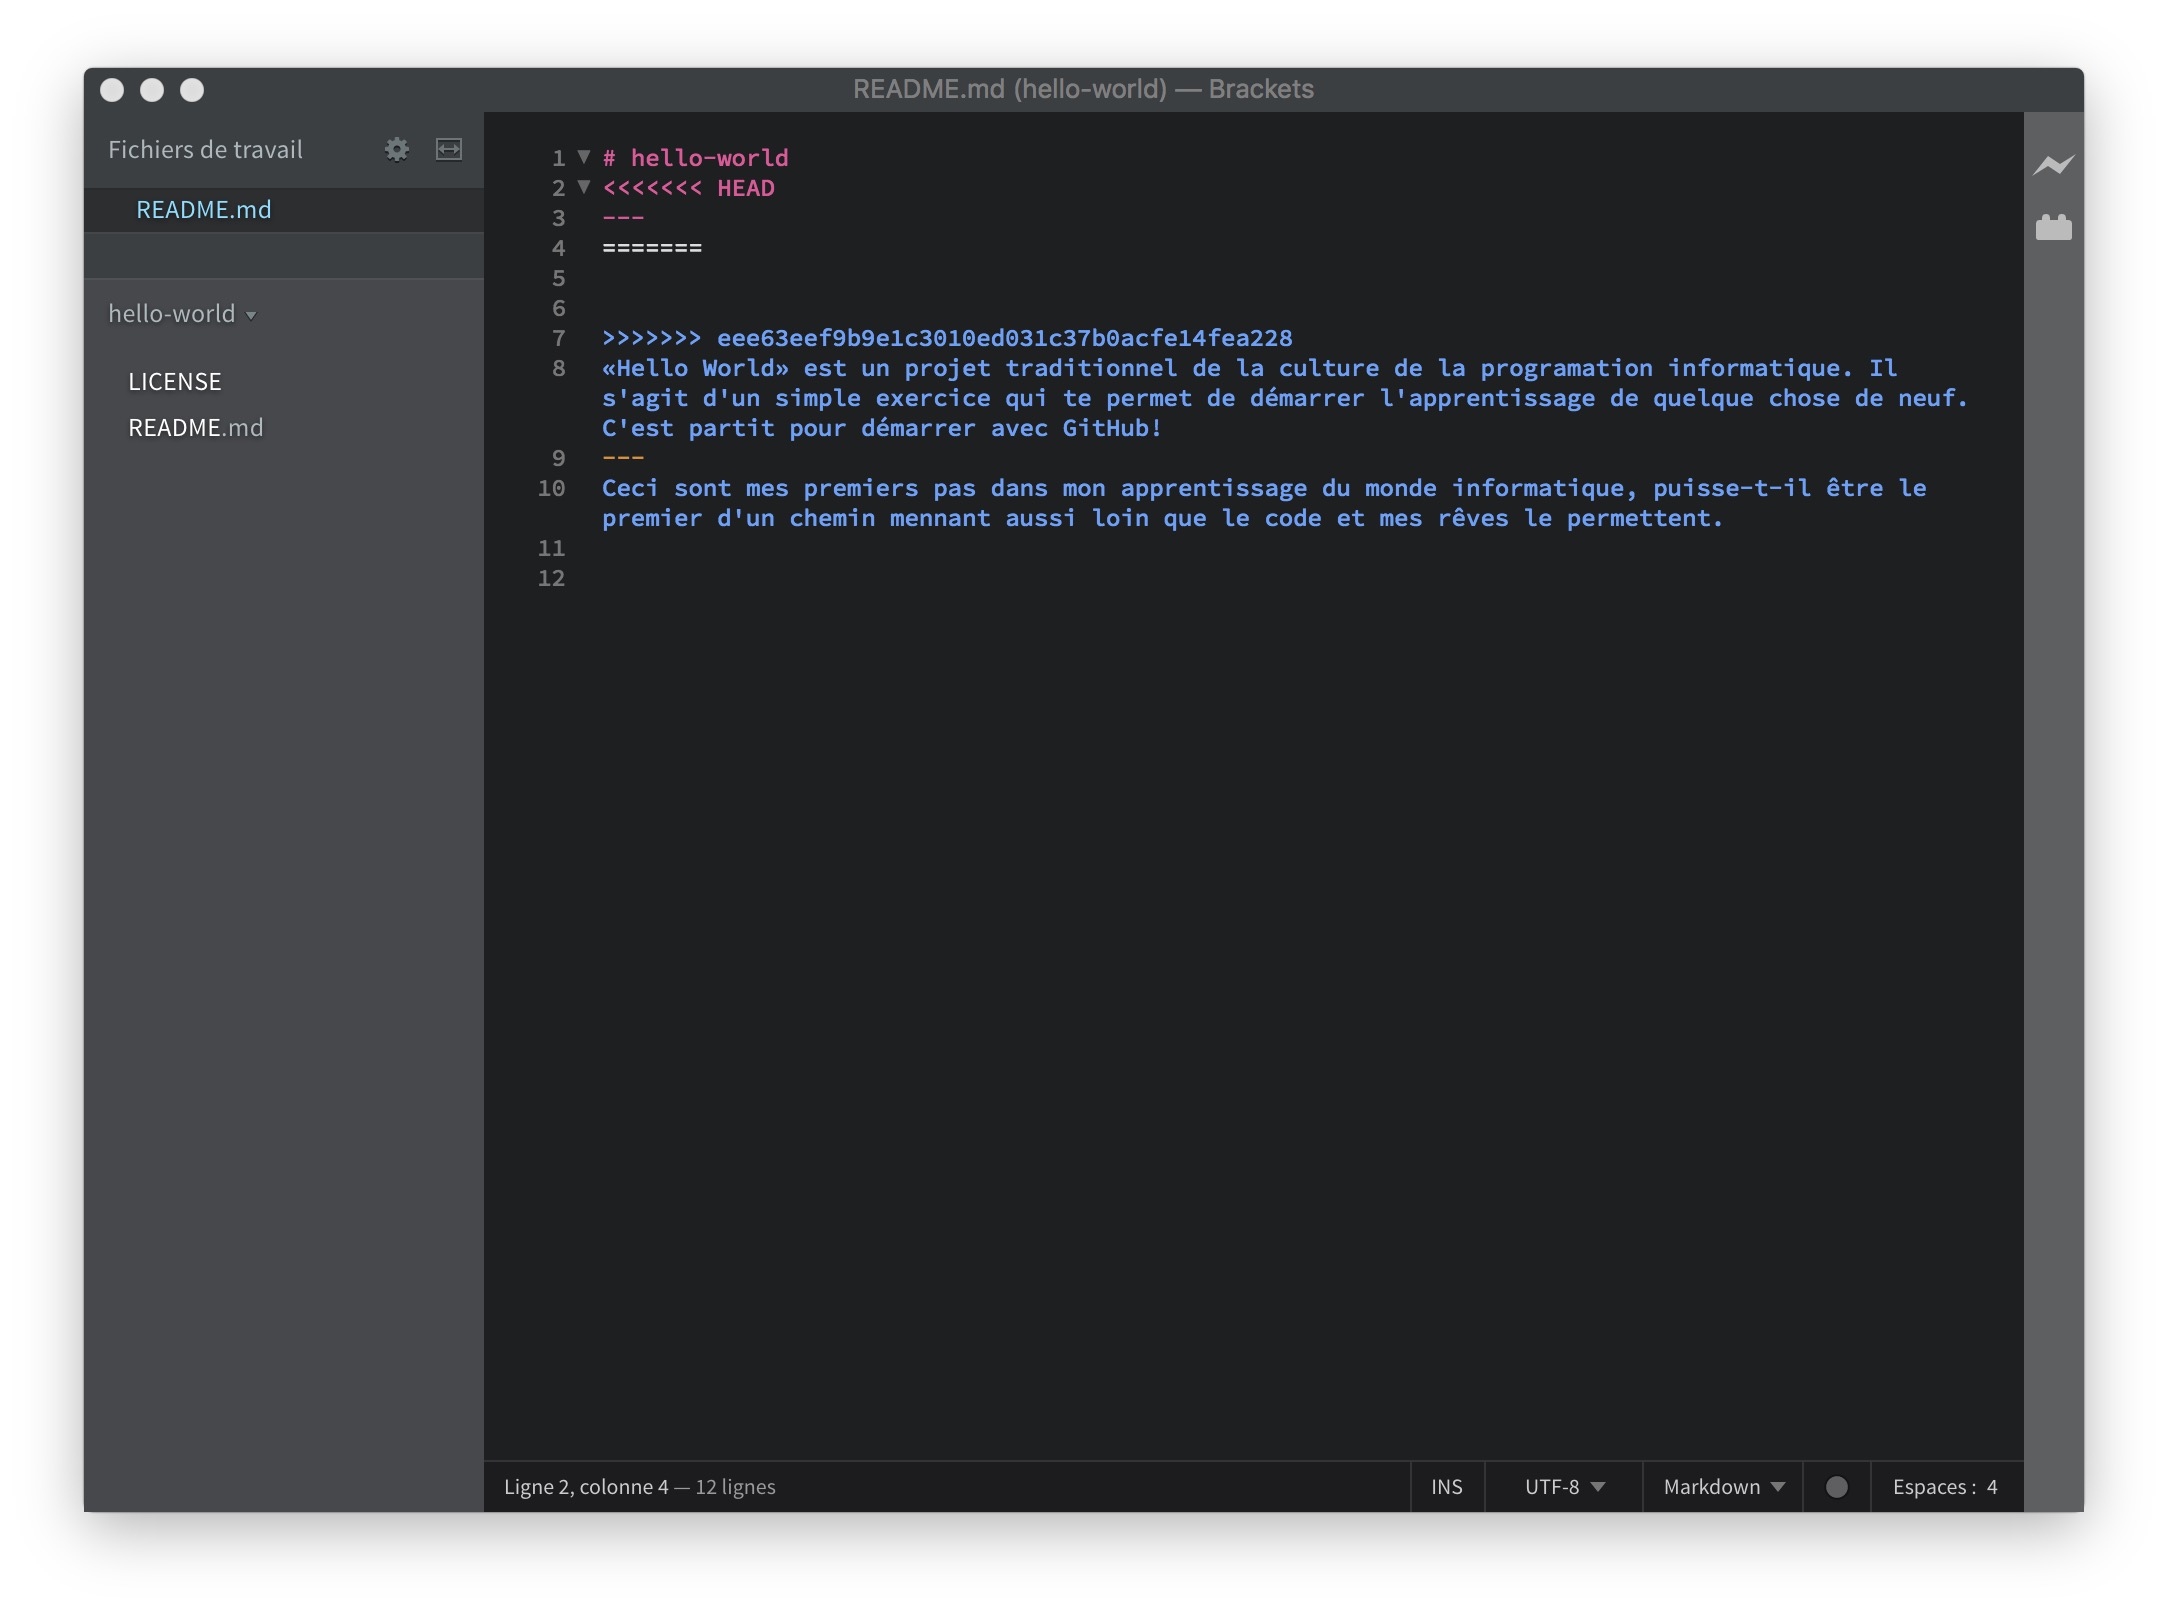 README.md (hello-world) — Brackets
Fichiers de travail
README.md
hello-world
LICENSE
README.md
1 # hello-world
2 <<<<<<< HEAD
3 ---
4 =======
5
6
7 >>>>>>> eee63eef9b9e1c3010ed031c37b0acfe14fea228
8 «Hello World» est un projet traditionnel de la culture de la programation informatique. Il
s'agit d'un simple exercice qui te permet de démarrer l'apprentissage de quelque chose de neuf.
C'est partit pour démarrer avec GitHub!
9 ---
10 Ceci sont mes premiers pas dans mon apprentissage du monde informatique, puisse-t-il être le
premier d'un chemin mennant aussi loin que le code et mes rêves le permettent.
11
12
Ligne 2, colonne 4 — 12 lignes
INS
UTF-8
Markdown
Espaces : 4